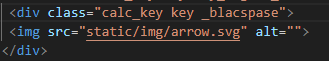 <div class="calc_key key _blacspase">
<img src="static/img/arrow.svg" alt="">
</div>